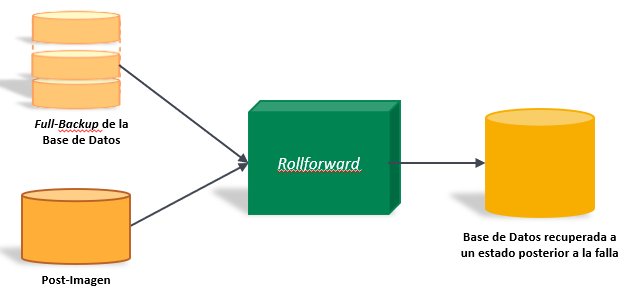 Full-Backup de la
Base de Datos
Rollforward
Base de Datos recuperada a
un estado posterior a la falla
Post-Imagen